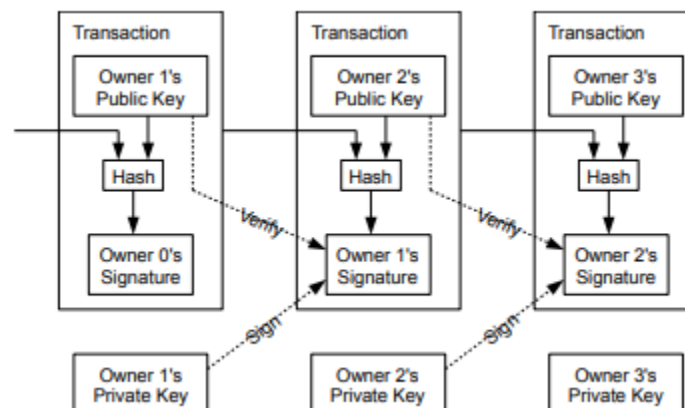 Transaction
Owner 1's
Public Key
Hash
Owner 0's
Signature
Transaction
Owner 2's
Public Key
Hash
Verify
Owner 1's
Signature
Transaction
Owner 3's
Public Key
Hash
Verify
Owner 2's
Signature
Sign
Sign
Owner 1's
Private Key
Owner 2's
Private Key
Owner 3's
Private Key